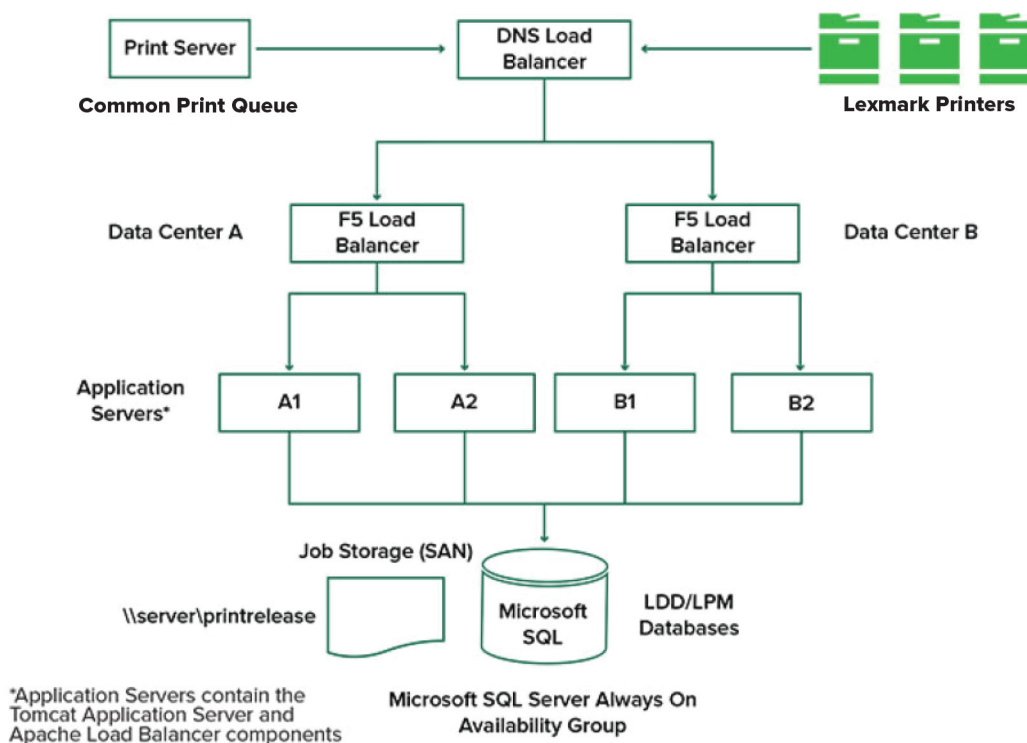 Print Server
DNS Load
Balancer
Common Print Queue
Lexmark Printers
Data Center A
F5 Load
Balancer
F5 Load
Balancer
Data Center B
Application
Servers*
A1
A2
B1
B2
Job Storage (SAN)
\\server\printrelease
Microsoft
SQL
LDD/LPM
Databases
*Application Servers contain the
Tomcat Application Server and
Apache Load Balancer components
Microsoft SQL Server Always On
Availability Group